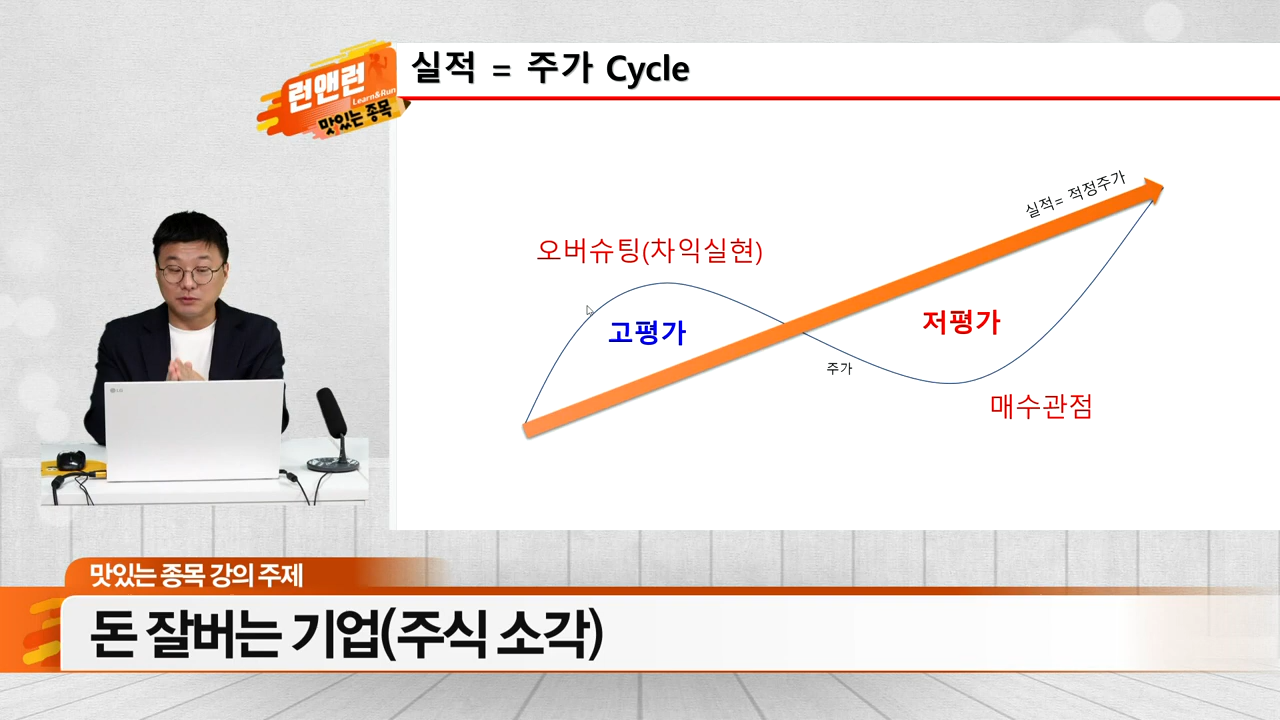 실적 = 주가 Cycle
런앤런
Learn&Run
맛있는 종목
실적= 적정주가
오버슈팅(차익실현)
고평가
저평가
주가
매수관점
맛있는 종목 강의 주제
돈 잘버는 기업(주식 소각)